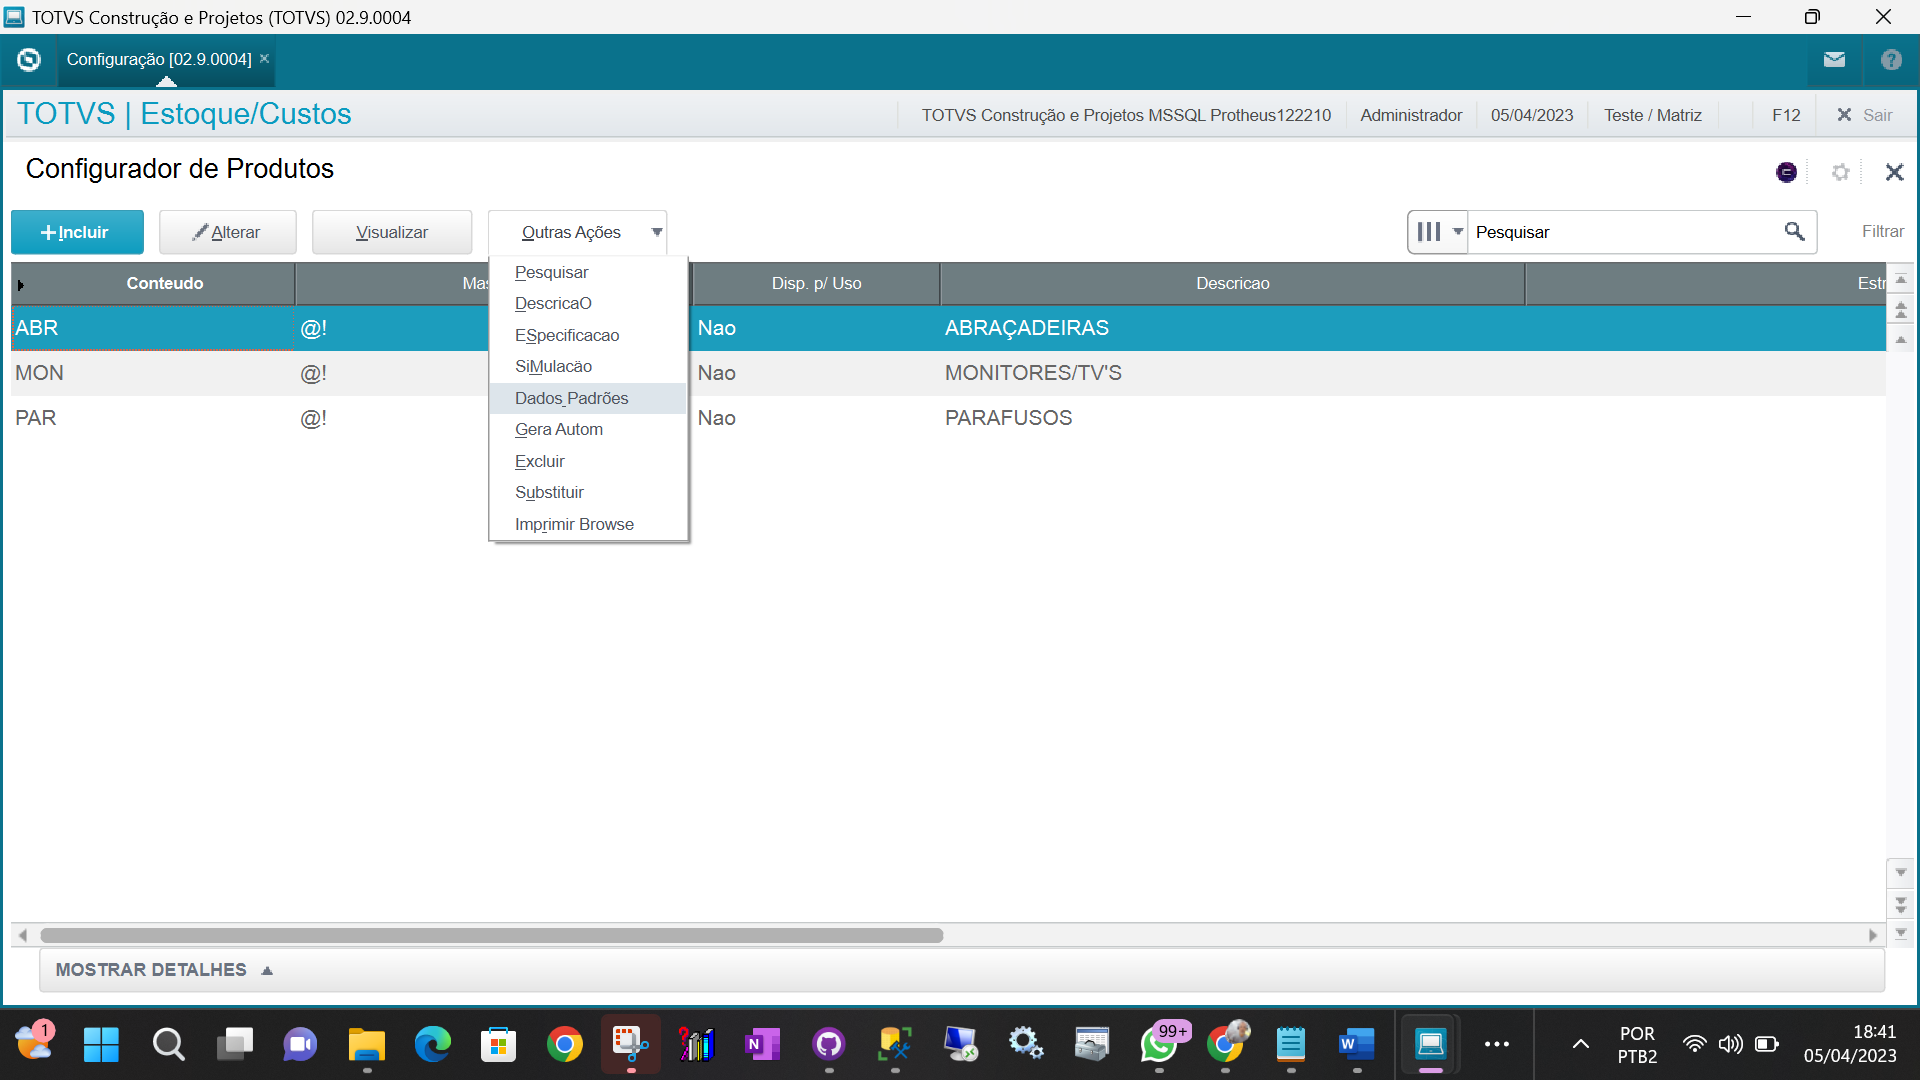 TOTVS Construção e Projetos (TOTVS) 02.9.0004
Configuração [02.9.0004]
TOTVS | Estoque/Custos
TOTVS Construção e Projetos MSSQL Protheus122210
Administrador
05/04/2023
Teste / Matriz
F12
Sair
Configurador de Produtos
Incluir
Alterar
Visualizar
Outras Ações
Pesquisar
Filtrar
Conteudo
Mas
Disp. p/ Uso
Descricao
Estr
ABR @! Nao ABRAÇADEIRAS
MON @! Nao MONITORES/TV'S
PAR @! Nao PARAFUSOS
Pesquisar
DescricaO
ESpecificacao
SiMulacäo
Dados Padrões
Gera Autom
Excluir
Substituir
Imprimir Browse
MOSTRAR DETALHES
1
N
99+
W
POR
PTB2
18:41
05/04/2023